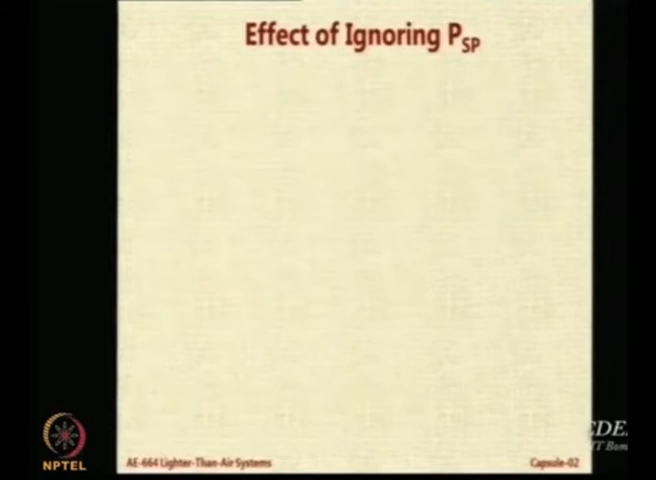 Effect of Ignoring P_SP
NPTEL
AE-664 Lighter-Than-Air Systems
Capsule-02